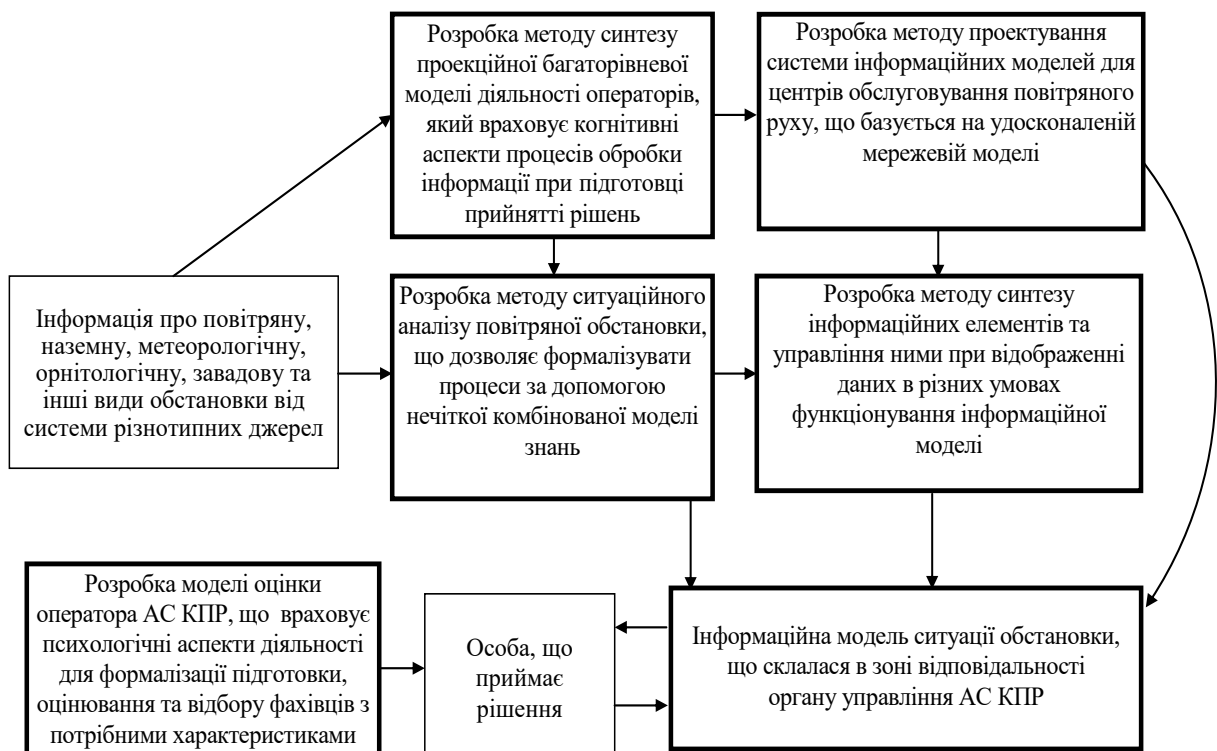 Розробка методу синтезу
проекційної багаторівневої
моделі діяльності операторів,
який враховує когнітивні
аспекти процесів обробки
інформації при підготовці
прийнятті рішень
Розробка методу проектування
системи інформаційних моделей для
центрів обслуговування повітряного
руху, що базується на удосконаленій
мережевій моделі
Інформація про повітряну,
наземну, метеорологічну,
орнітологічну, завадову та
інші види обстановки від
системи різнотипних джерел
Розробка методу ситуаційного
аналізу повітряної обстановки,
що дозволяє формалізувати
процеси за допомогою
нечіткої комбінованої моделі
знань
Розробка методу синтезу
інформаційних елементів та
управління ними при відображенні
даних в різних умовах
функціонування інформаційної
моделі
Розробка моделі оцінки
оператора АС КПР, що враховує
психологічні аспекти діяльності
для формалізації підготовки,
оцінювання та відбору фахівців з
потрібними характеристиками
Особа, що
приймає
рішення
Інформаційна модель ситуації обстановки,
що склалася в зоні відповідальності
органу управління АС КПР